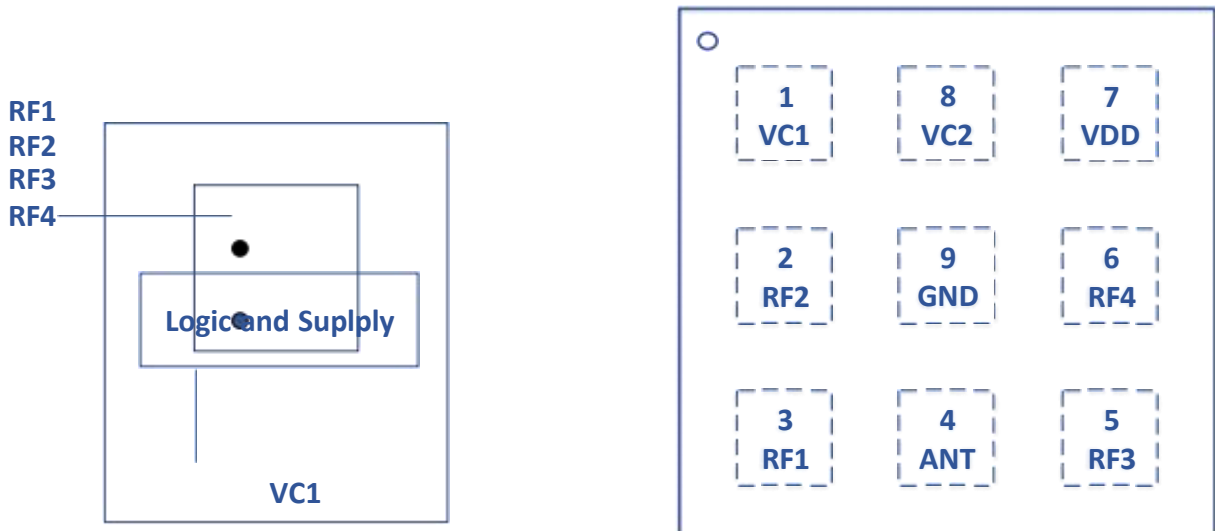 RF1
RF2
RF3
RF4
Logic and Suplply
VC1
1
VC1
8
VC2
7
VDD
2
RF2
9
GND
6
RF4
3
RF1
4
ANT
5
RF3